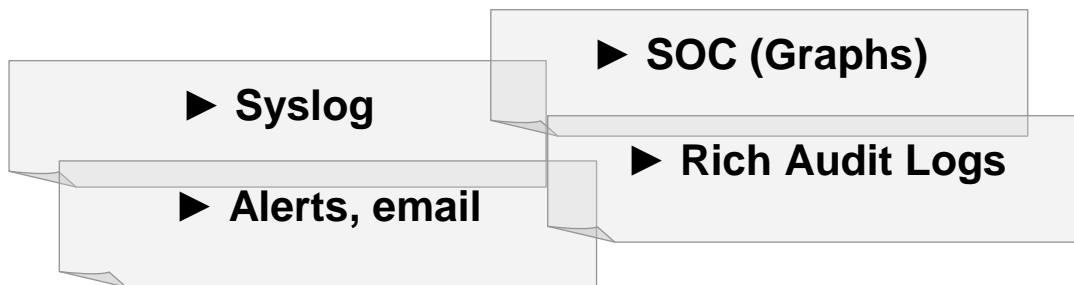 ► SOC (Graphs)
► Syslog
► Rich Audit Logs
► Alerts, email